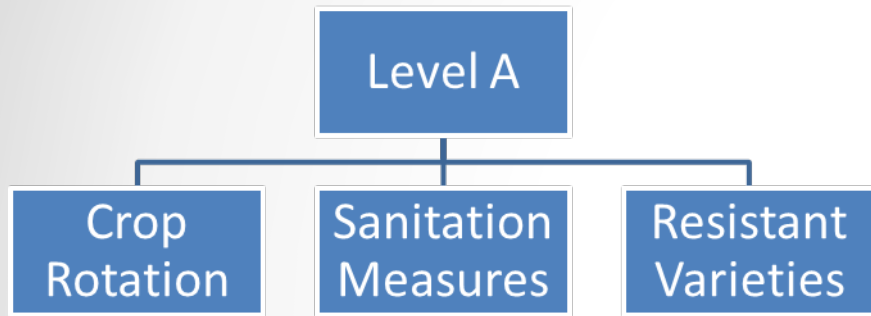 Level A
Crop
Rotation
Sanitation
Measures
Resistant
Varieties